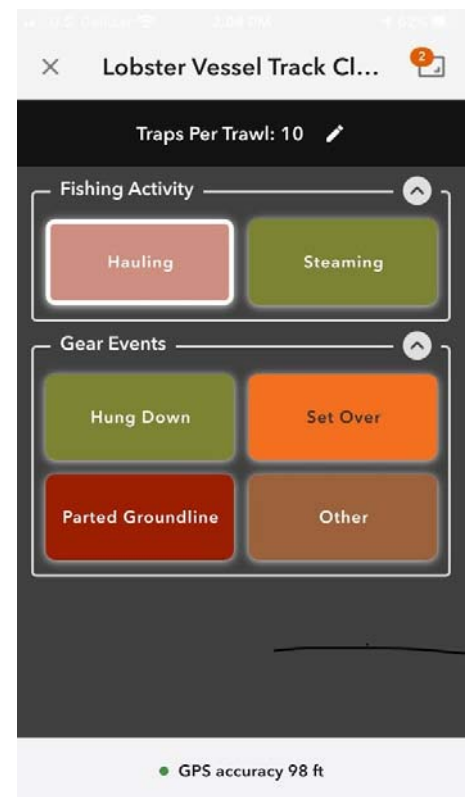 Lobster Vessel Track Cl...
2
Traps Per Trawl: 10
Fishing Activity
Hauling
Steaming
Gear Events
Hung Down
Set Over
Parted Groundline
Other
GPS accuracy 98 ft